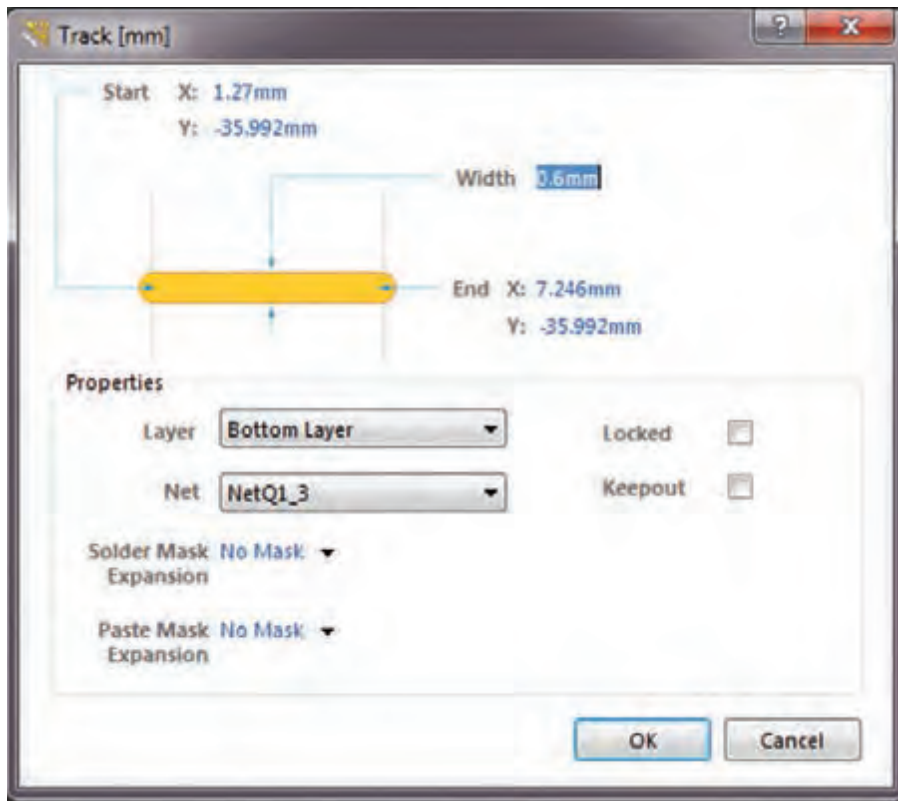 Track [mm]
?
X
Start X: 1.27mm
Y: -35.992mm
Width 0.6mm
End X: 7.246mm
Y: -35.992mm
Properties
Layer Bottom Layer
Locked
Net NetQ1_3
Keepout
Solder Mask Expansion No Mask
Paste Mask Expansion No Mask
OK
Cancel